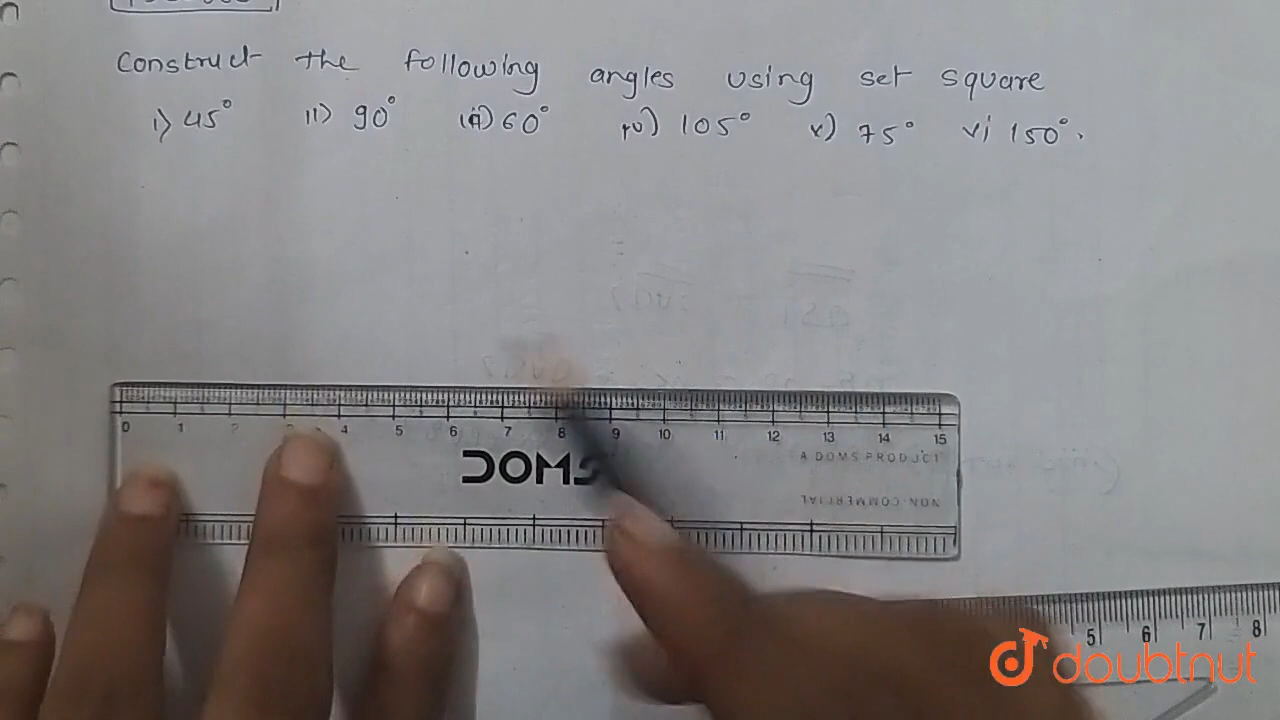 Construct the following angles using set square
i) 45° ii) 90° (iii) 60° iv) 105° v) 75° vi 150°.
0 1 2 3 4 5 6 7 8 9 10 11 12 13 14 15
DOMS
A DOMS PRODUCT
NON-COMMERCIAL
5 6 7 8
doubtnut